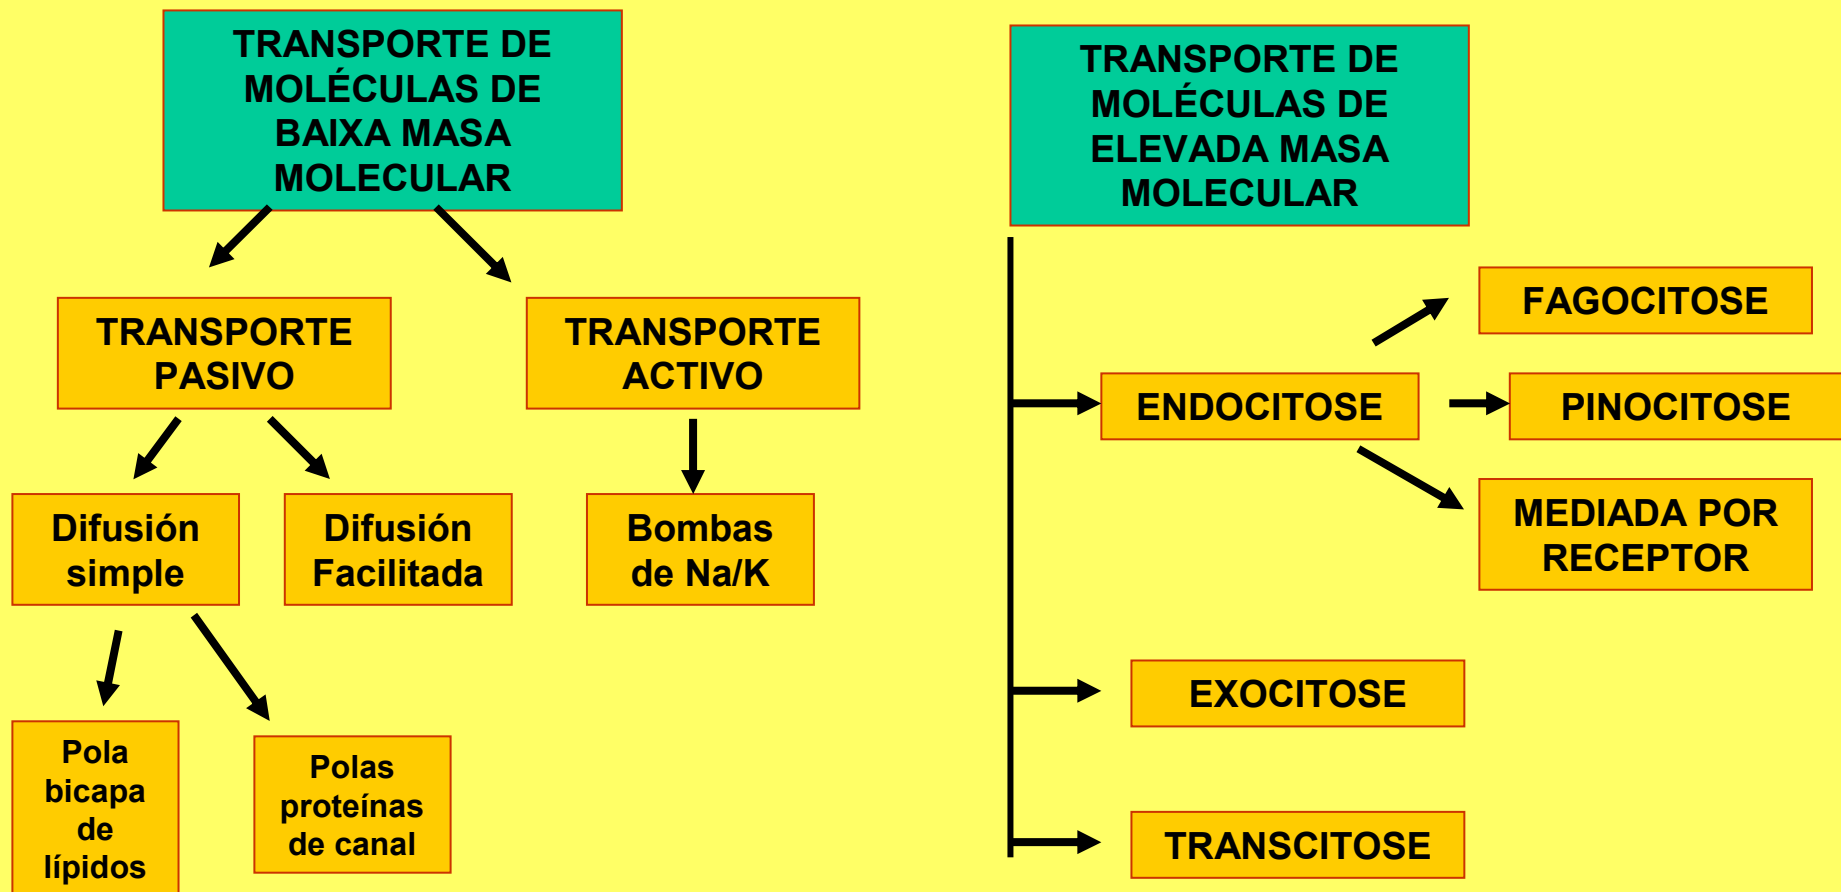 TRANSPORTE DE
MOLÉCULAS DE
BAIXA MASA
MOLECULAR
TRANSPORTE
PASIVO
TRANSPORTE
ACTIVO
Difusión
simple
Difusión
Facilitada
Bombas
de Na/K
Pola
bicapa
de
lípidos
Polas
proteínas
de canal
TRANSPORTE DE
MOLÉCULAS DE
ELEVADA MASA
MOLECULAR
ENDOCITOSE
FAGOCITOSE
PINOCITOSE
MEDIADA POR
RECEPTOR
EXOCITOSE
TRANSCITOSE